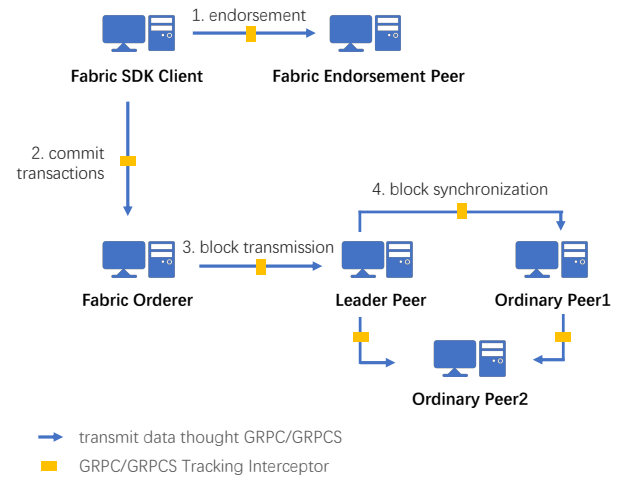 1. endorsement
Fabric SDK Client
Fabric Endorsement Peer
2. commit
transactions
4. block synchronization
3. block transmission
Fabric Orderer
Leader Peer
Ordinary Peer1
Ordinary Peer2
transmit data thought GRPC/GRPCS
GRPC/GRPCS Tracking Interceptor